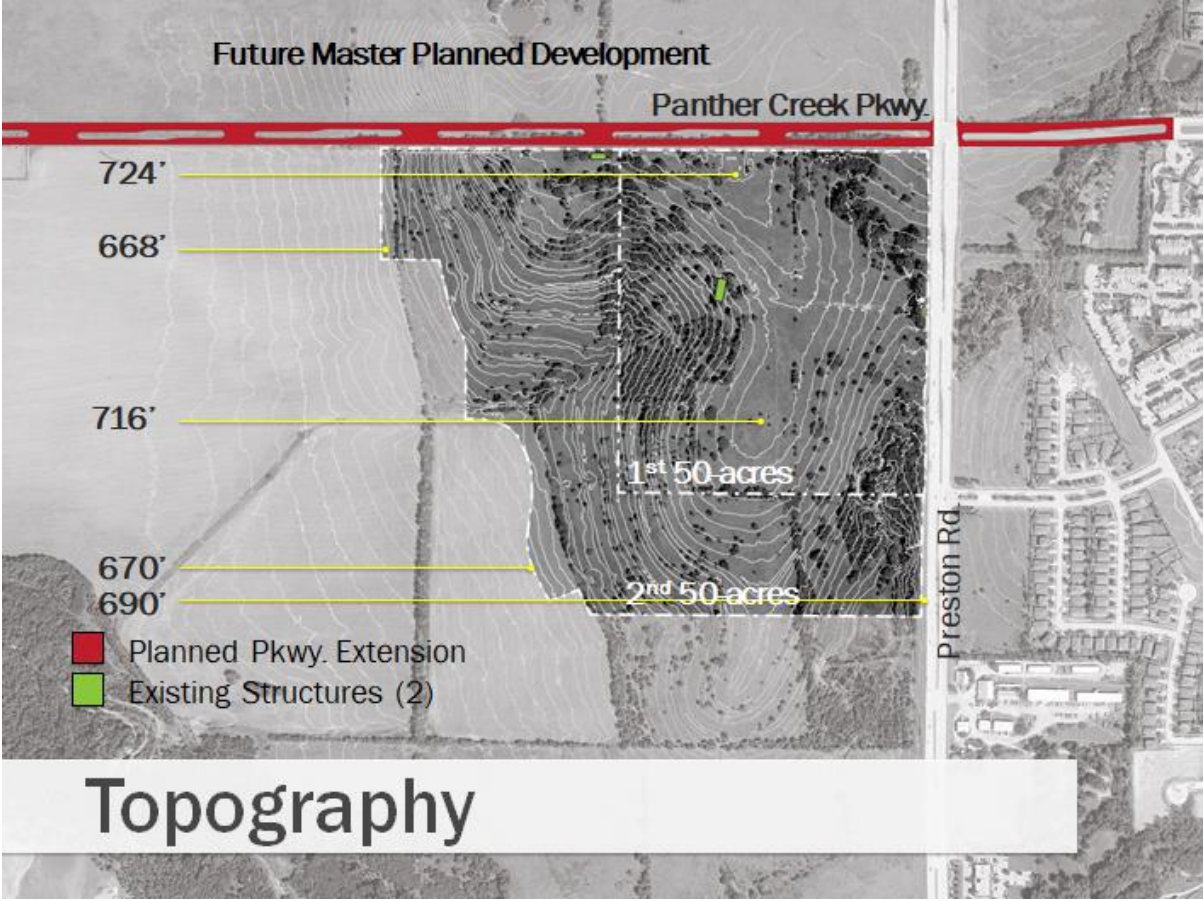 Future Master Planned Development
Panther Creek Pkwy.
724’
668’
716’
1st 50-acres
670’
2nd 50-acres
690’
Preston Rd.
Planned Pkwy. Extension
Existing Structures (2)
Topography